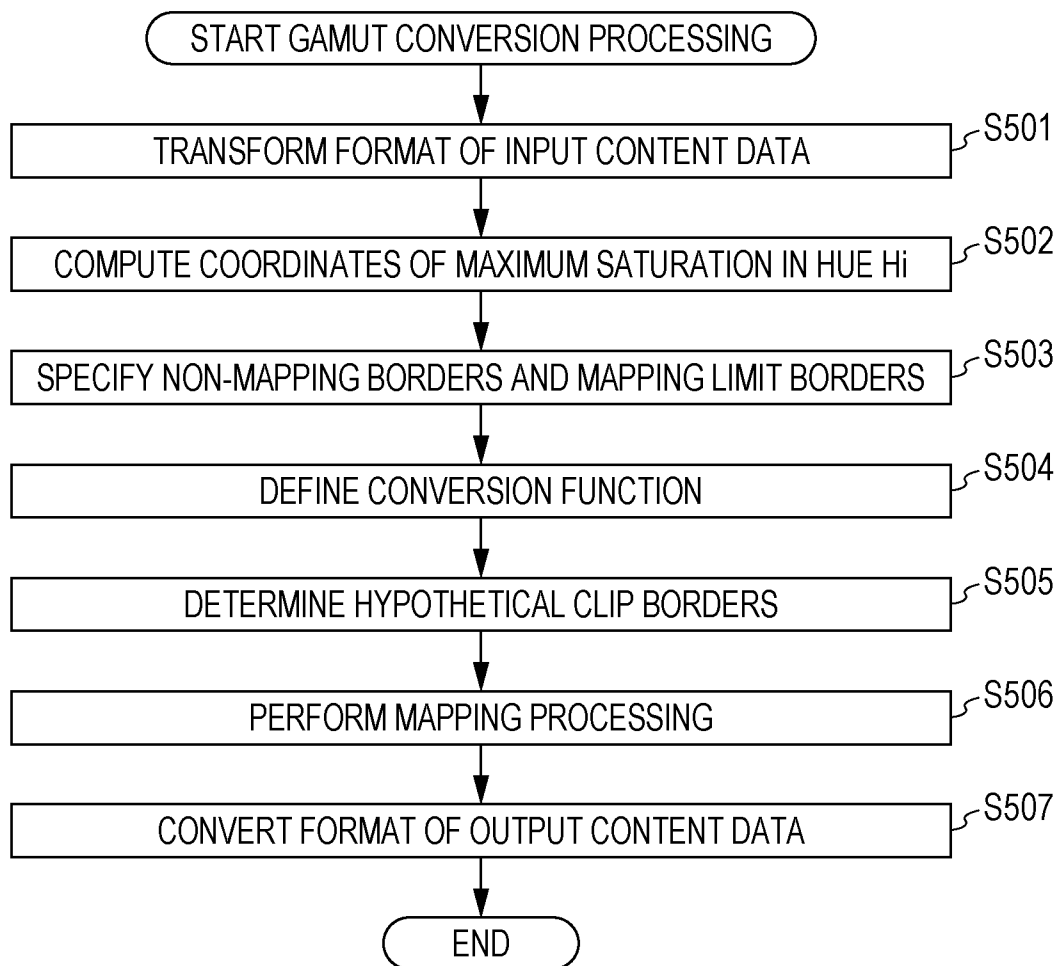 START GAMUT CONVERSION PROCESSING
TRANSFORM FORMAT OF INPUT CONTENT DATA
S501
COMPUTE COORDINATES OF MAXIMUM SATURATION IN HUE Hi
S502
SPECIFY NON-MAPPING BORDERS AND MAPPING LIMIT BORDERS
S503
DEFINE CONVERSION FUNCTION
S504
DETERMINE HYPOTHETICAL CLIP BORDERS
S505
PERFORM MAPPING PROCESSING
S506
CONVERT FORMAT OF OUTPUT CONTENT DATA
S507
END